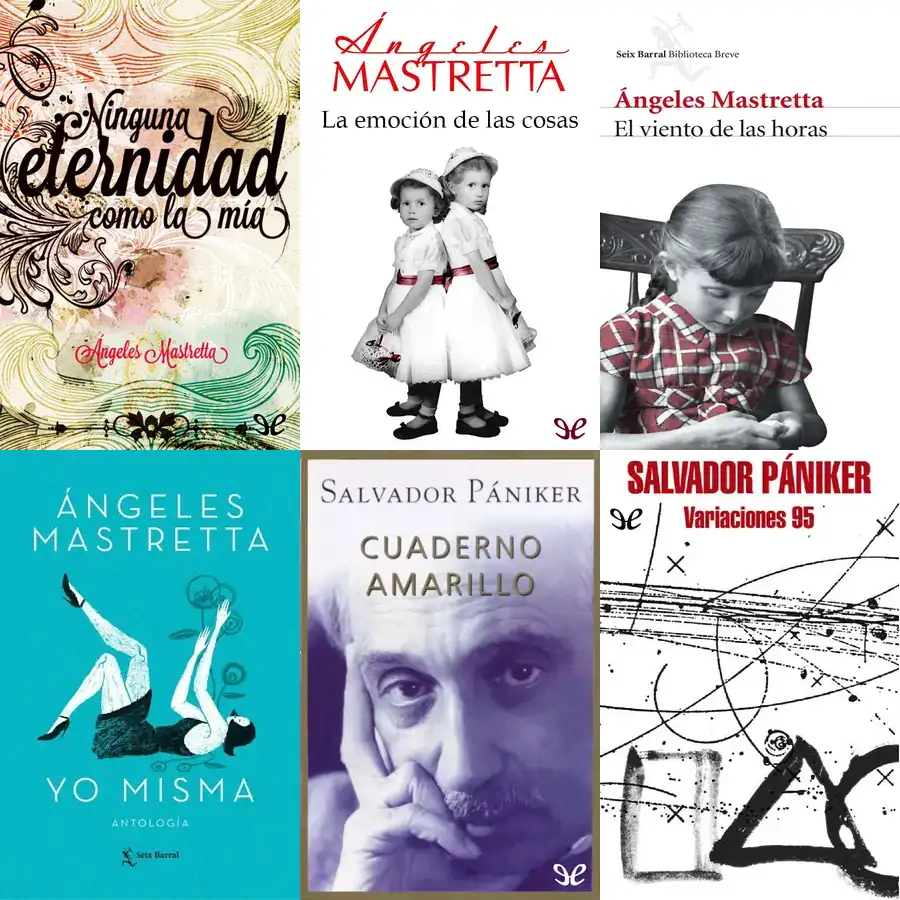 Ninguna
eternidad
como la mía
Ángeles Mastretta
Ángeles
MASTRETTA
La emoción de las cosas
Seix Barral Biblioteca Breve
Ángeles Mastretta
El viento de las horas
ÁNGELES
MASTRETTA
YO MISMA
ANTOLOGÍA
Seix Barral
SALVADOR PÁNIKER
CUADERNO
AMARILLO
SALVADOR PÁNIKER
Variaciones 95